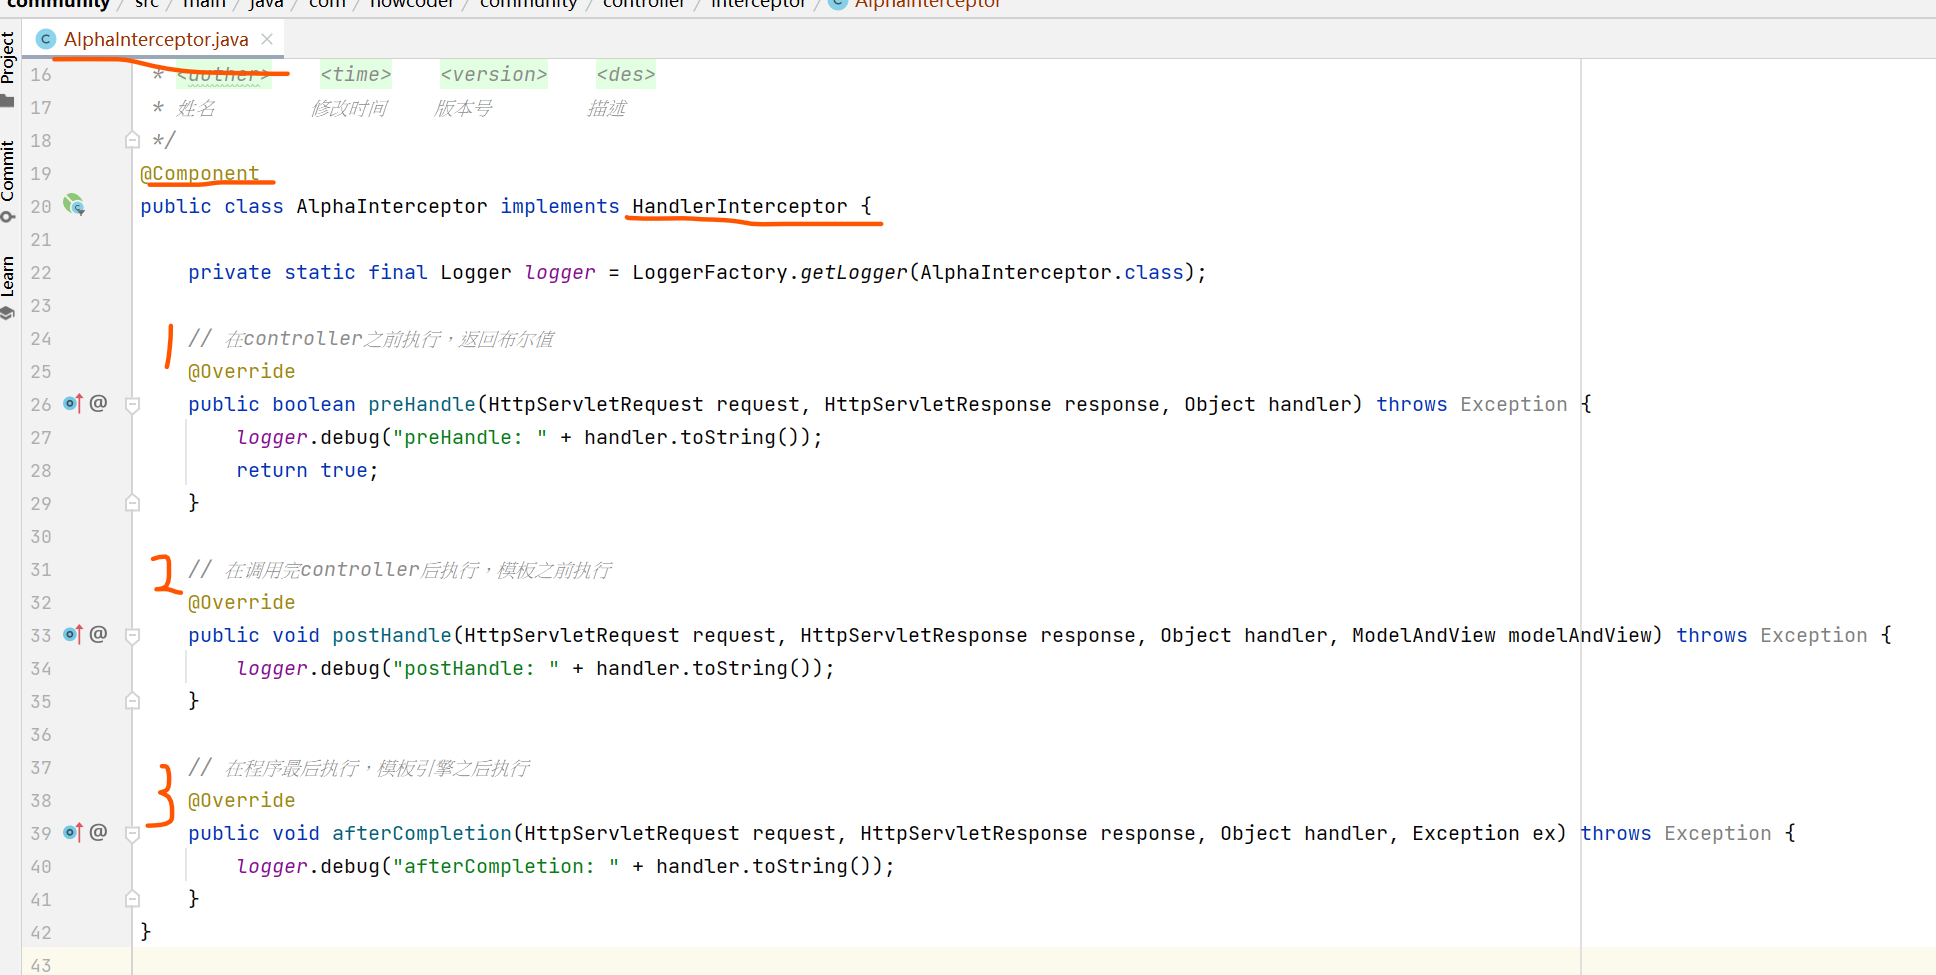 community / src / main / java / com / nowcoder / community / controller / interceptor / AlphaInterceptor
AlphaInterceptor.java
Project
Commit
Learn
16 * <auther> <time> <version> <des>
17 * 姓名 修改时间 版本号 描述
18 */
19 @Component
20 public class AlphaInterceptor implements HandlerInterceptor {
21
22 private static final Logger logger = LoggerFactory.getLogger(AlphaInterceptor.class);
23
24 // 在controller之前执行，返回布尔值
1
25 @Override
26 public boolean preHandle(HttpServletRequest request, HttpServletResponse response, Object handler) throws Exception {
27 logger.debug("preHandle: " + handler.toString());
28 return true;
29 }
30
31 // 在调用完controller后执行，模板之前执行
2
32 @Override
33 public void postHandle(HttpServletRequest request, HttpServletResponse response, Object handler, ModelAndView modelAndView) throws Exception {
34 logger.debug("postHandle: " + handler.toString());
35 }
36
37 // 在程序最后执行，模板引擎之后执行
3
38 @Override
39 public void afterCompletion(HttpServletRequest request, HttpServletResponse response, Object handler, Exception ex) throws Exception {
40 logger.debug("afterCompletion: " + handler.toString());
41 }
42 }
43